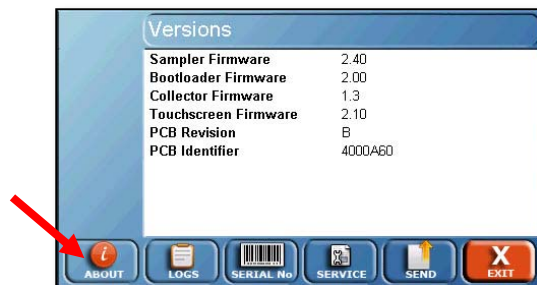 Versions
Sampler Firmware 2.40
Bootloader Firmware 2.00
Collector Firmware 1.3
Touchscreen Firmware 2.10
PCB Revision B
PCB Identifier 4000A60
i
ABOUT LOGS SERIAL No SERVICE SEND X EXIT